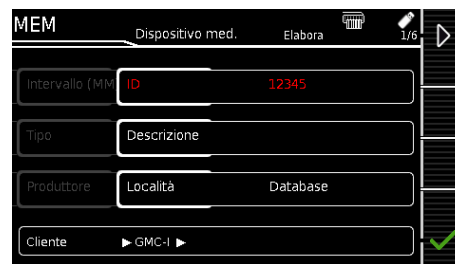 MEM
Dispositivo med. Elabora 1/6
Intervallo (MM ID 12345
Tipo Descrizione
Produttore Località Database
Cliente ▶ GMC-I ▶